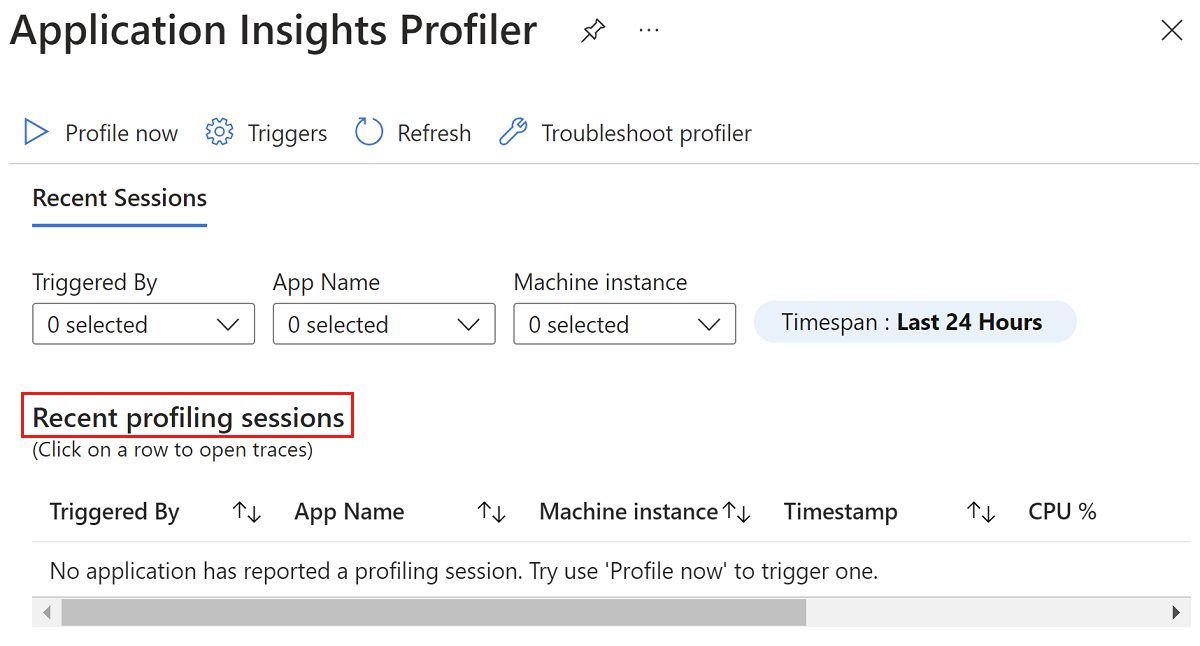 Application Insights Profiler ...
Profile now Triggers Refresh Troubleshoot profiler
Recent Sessions
Triggered By App Name Machine instance
0 selected 0 selected 0 selected Timespan : Last 24 Hours
Recent profiling sessions
(Click on a row to open traces)
Triggered By ↑↓ App Name ↑↓ Machine instance ↑↓ Timestamp ↑↓ CPU %
No application has reported a profiling session. Try use 'Profile now' to trigger one.